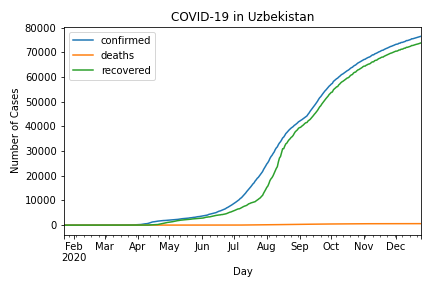 COVID-19 in Uzbekistan
confirmed
deaths
recovered
Number of Cases
80000
70000
60000
50000
40000
30000
20000
10000
0
Feb Mar Apr May Jun Jul Aug Sep Oct Nov Dec
2020
Day